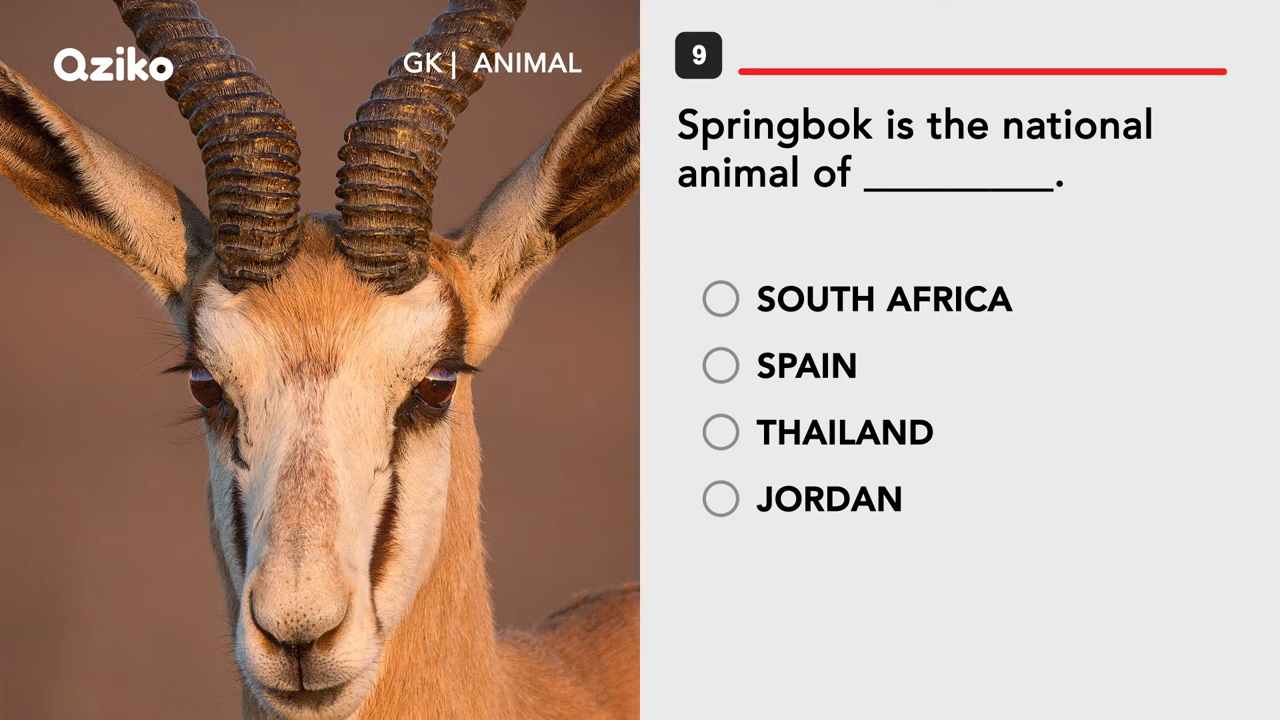 Qziko
GK| ANIMAL
9
Springbok is the national
animal of _________.
SOUTH AFRICA
SPAIN
THAILAND
JORDAN